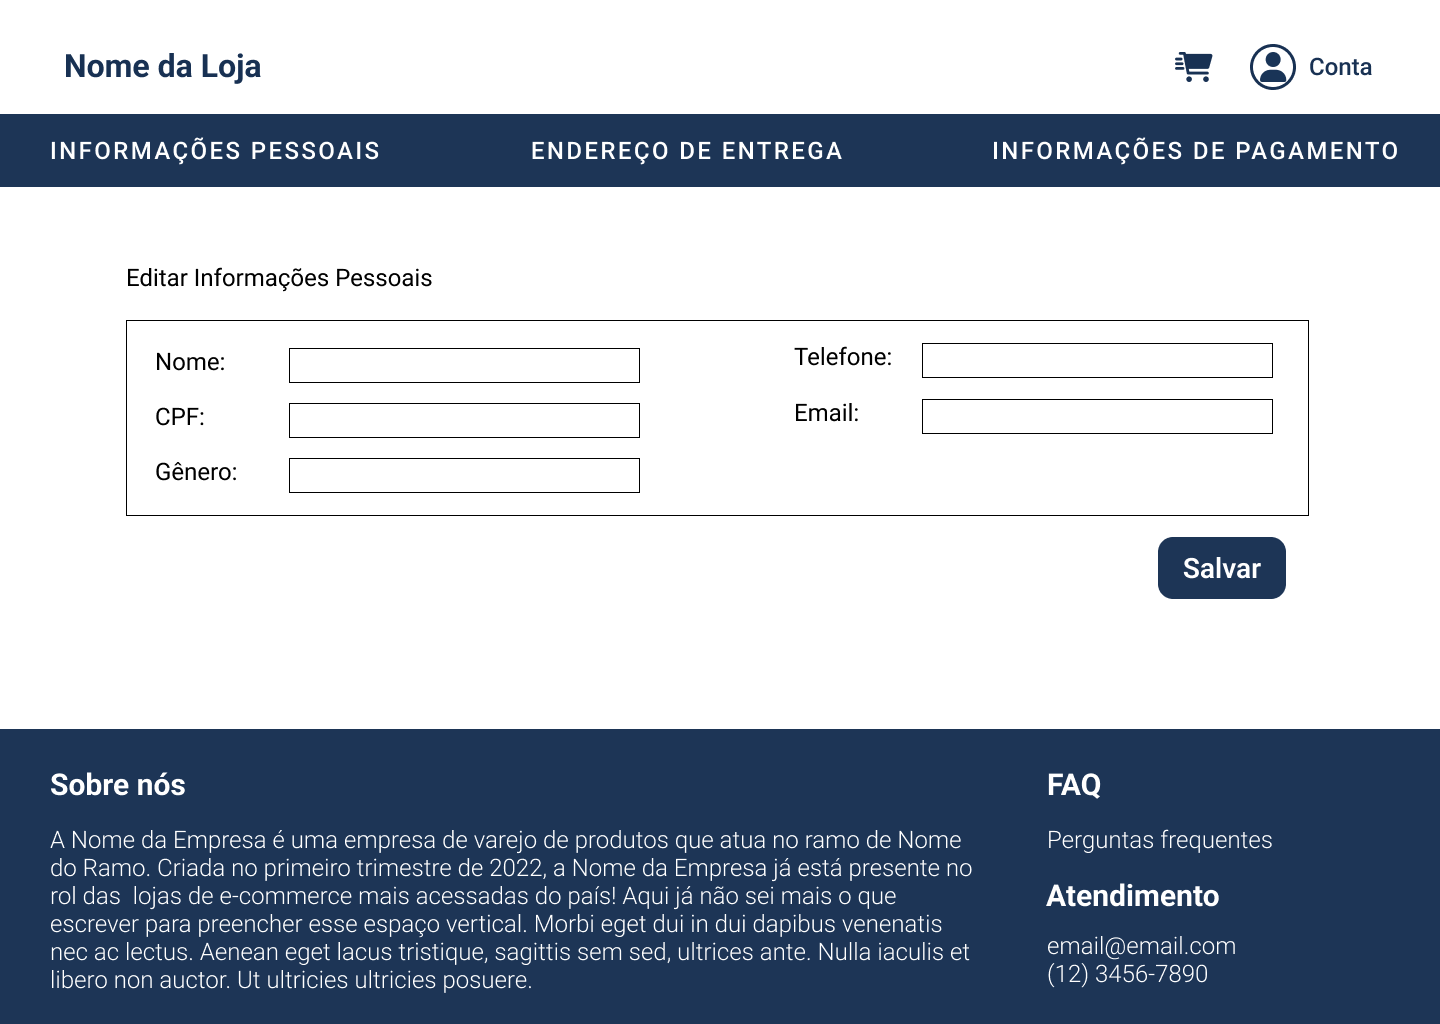 Nome da Loja
Conta
INFORMAÇÕES PESSOAIS
ENDEREÇO DE ENTREGA
INFORMAÇÕES DE PAGAMENTO
Editar Informações Pessoais
Nome:
CPF:
Gênero:
Telefone:
Email:
Salvar
Sobre nós
A Nome da Empresa é uma empresa de varejo de produtos que atua no ramo de Nome
do Ramo. Criada no primeiro trimestre de 2022, a Nome da Empresa já está presente no
rol das  lojas de e-commerce mais acessadas do país! Aqui já não sei mais o que
escrever para preencher esse espaço vertical. Morbi eget dui in dui dapibus venenatis
nec ac lectus. Aenean eget lacus tristique, sagittis sem sed, ultrices ante. Nulla iaculis et
libero non auctor. Ut ultricies ultricies posuere.
FAQ
Perguntas frequentes
Atendimento
email@email.com
(12) 3456-7890